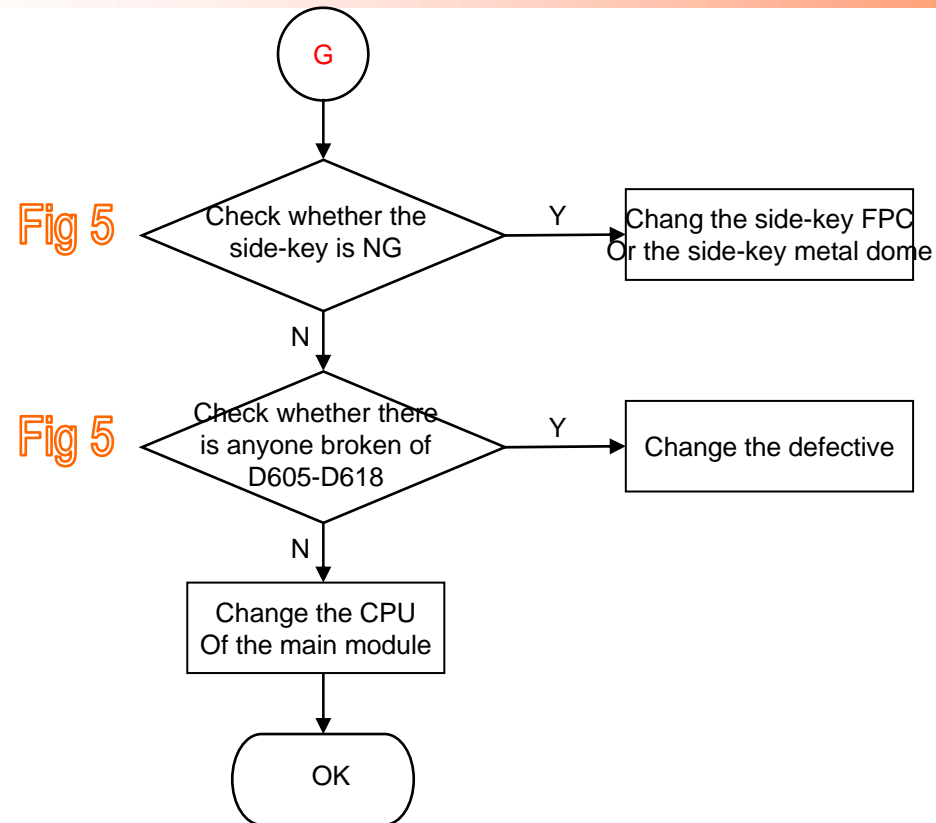 G
Fig 5
Check whether the
side-key is NG
Y
Chang the side-key FPC
Or the side-key metal dome
N
Fig 5
Check whether there
is anyone broken of
D605-D618
Y
Change the defective
N
Change the CPU
Of the main module
OK